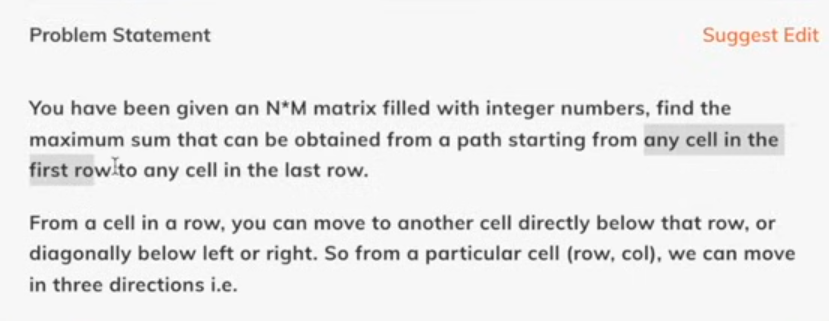 Problem Statement
Suggest Edit
You have been given an N*M matrix filled with integer numbers, find the
maximum sum that can be obtained from a path starting from any cell in the
first row to any cell in the last row.
From a cell in a row, you can move to another cell directly below that row, or
diagonally below left or right. So from a particular cell (row, col), we can move
in three directions i.e.